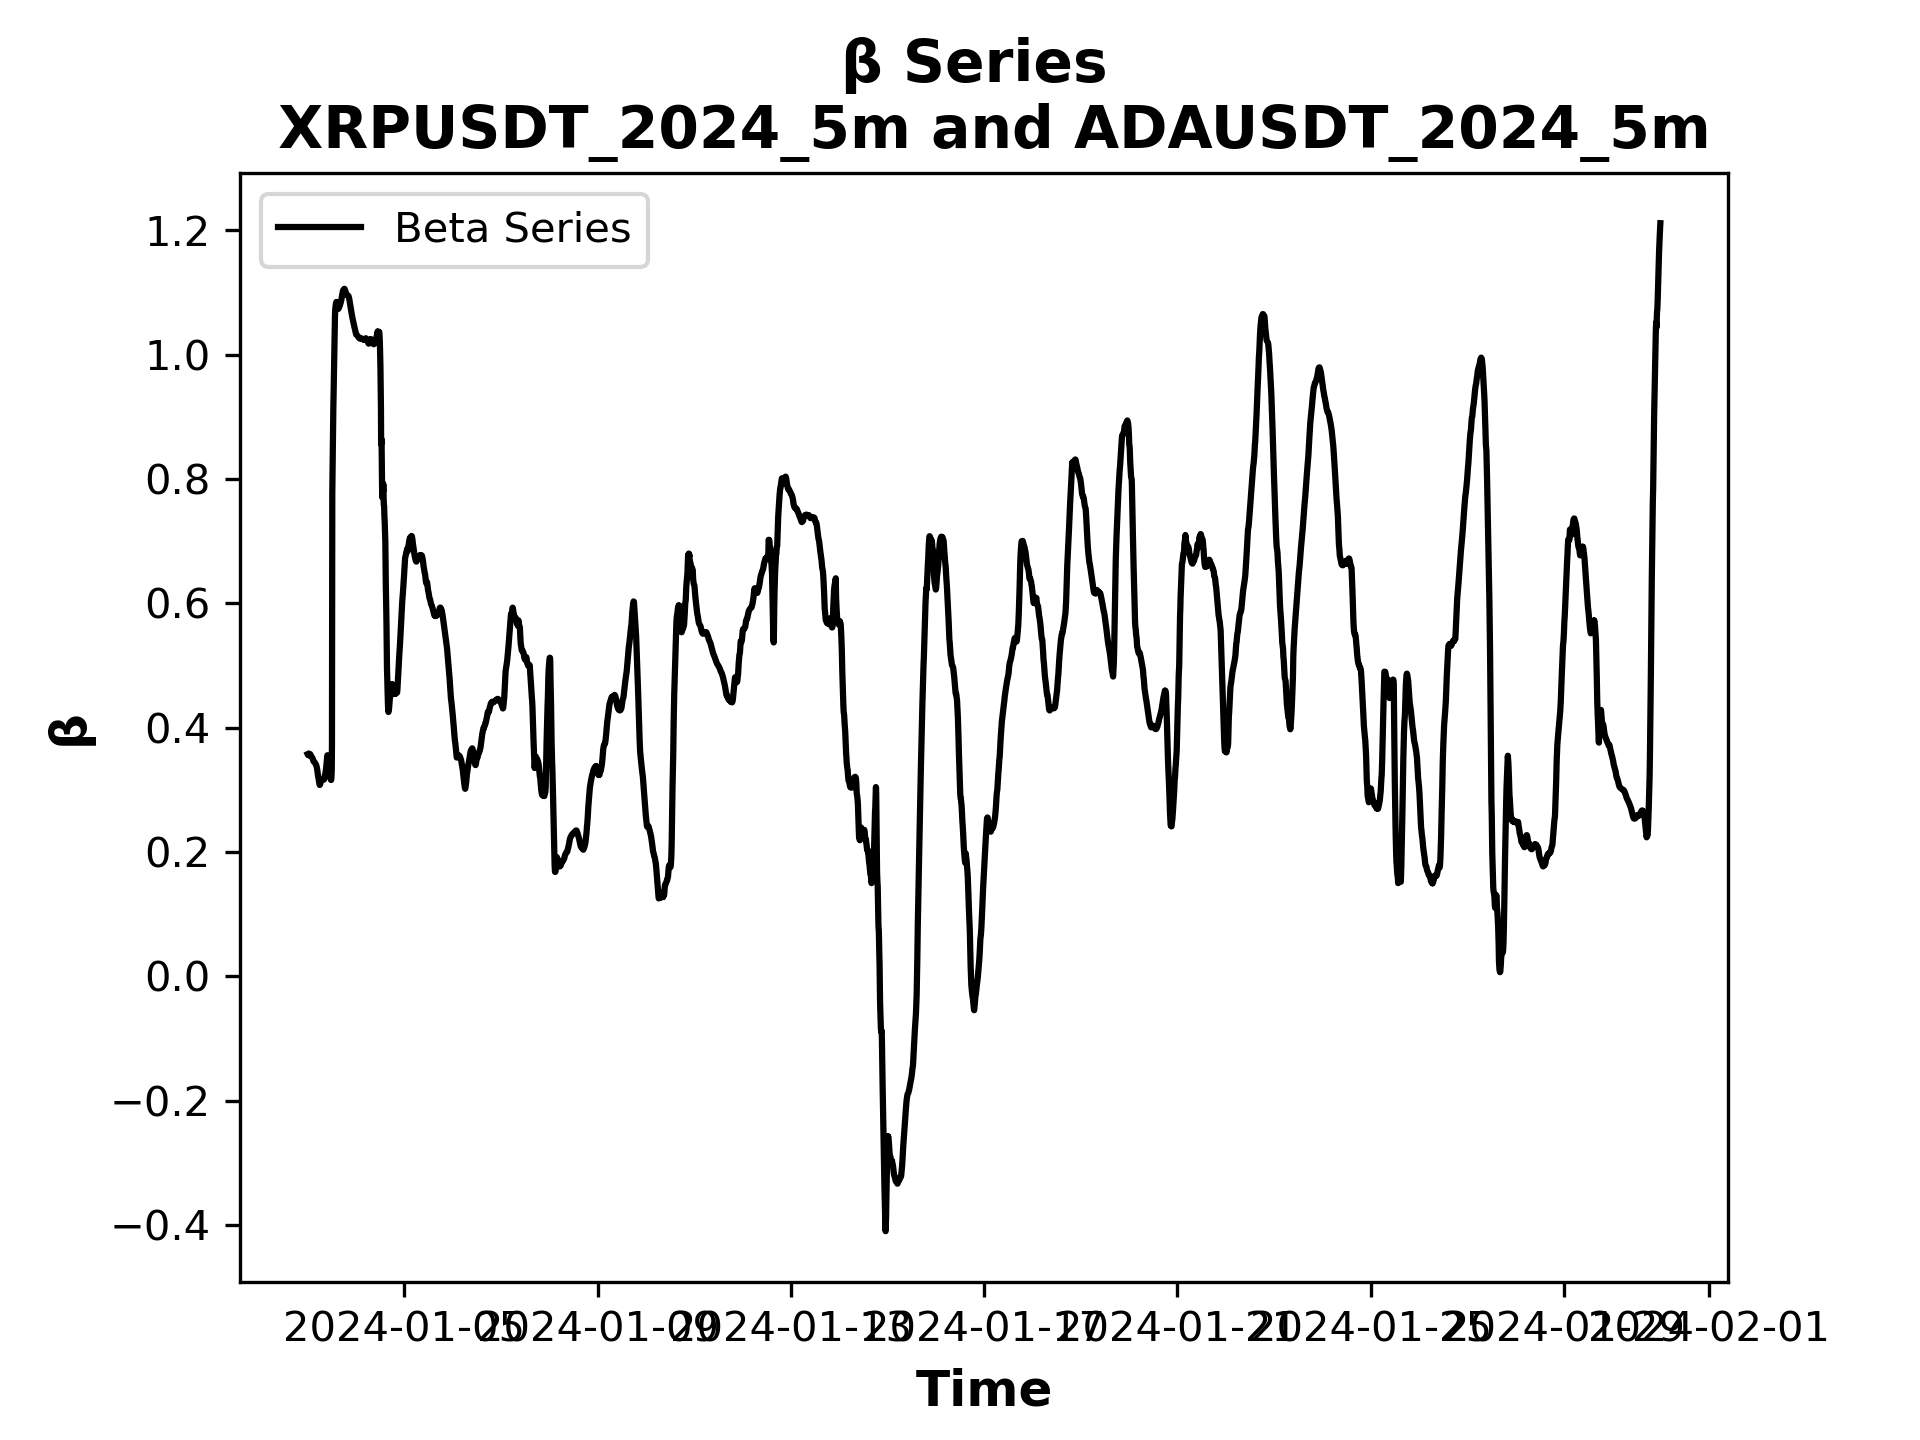 β Series
XRPUSDT_2024_5m and ADAUSDT_2024_5m
Beta Series
1.2
1.0
0.8
0.6
0.4
0.2
0.0
−0.2
−0.4
β
2024-01-05 2024-01-09 2024-01-13 2024-01-17 2024-01-21 2024-01-25 2024-01-29 2024-02-01
Time